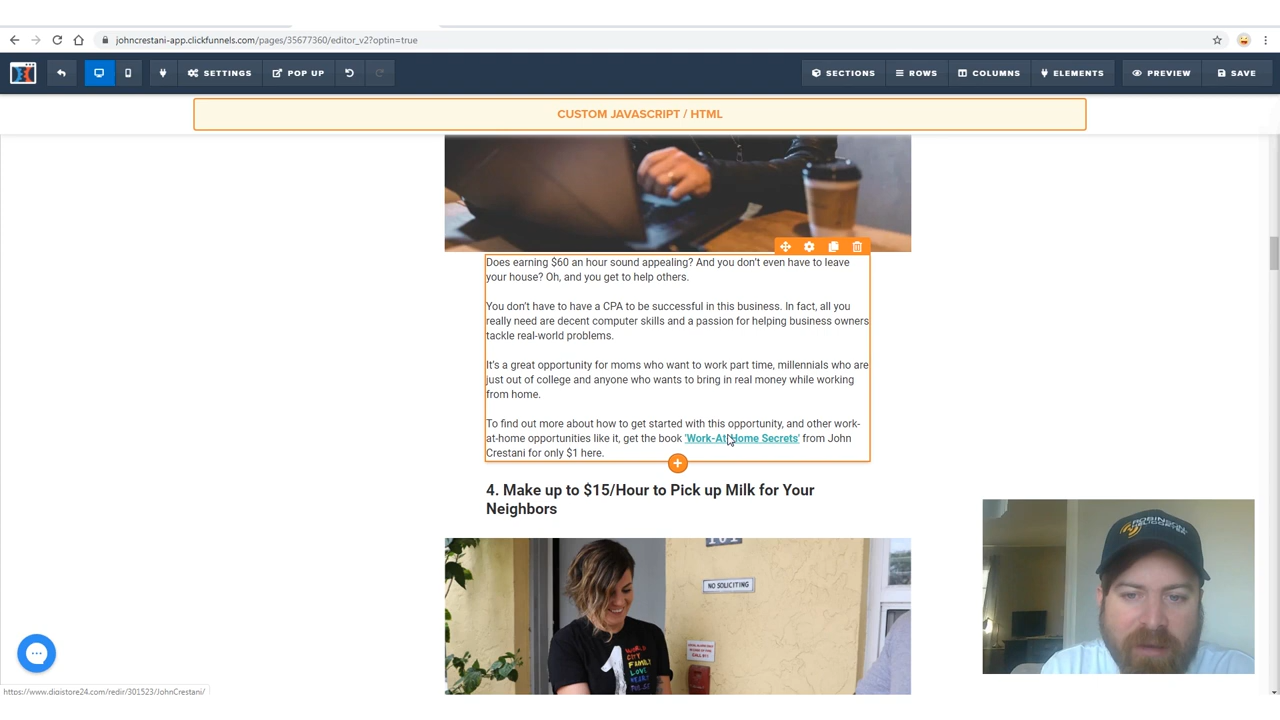 johncrestani-app.clickfunnels.com/pages/35677360/editor_v2?optin=true
SETTINGS
POP UP
SECTIONS
ROWS
COLUMNS
ELEMENTS
PREVIEW
SAVE
CUSTOM JAVASCRIPT / HTML
Does earning $60 an hour sound appealing? And you don't even have to leave
your house? Oh, and you get to help others.
You don't have to have a CPA to be successful in this business. In fact, all you
really need are decent computer skills and a passion for helping business owners
tackle real-world problems.
It's a great opportunity for moms who want to work part time, millennials who are
just out of college and anyone who wants to bring in real money while working
from home.
To find out more about how to get started with this opportunity, and other work-
at-home opportunities like it, get the book 'Work-At-Home Secrets' from John
Crestani for only $1 here.
4. Make up to $15/Hour to Pick up Milk for Your
Neighbors
NO SOLICITING
https://www.digistore24.com/redir/301523/JohnCrestani/